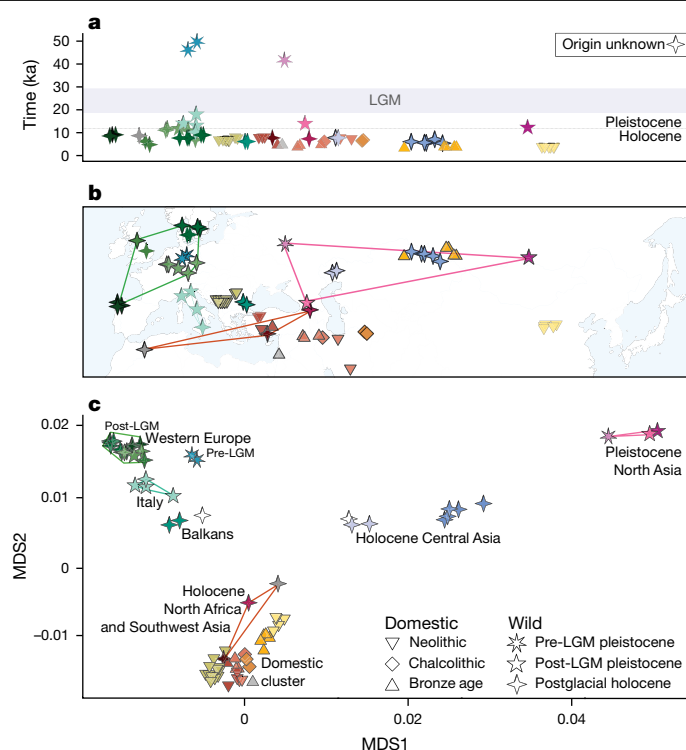 a
50
40
30
20
10
0
Time (ka)
Origin unknown
LGM
Pleistocene
Holocene
b
c
0.02
0.01
0
−0.01
MDS2
Post-LGM
Western Europe
Pre-LGM
Italy
Balkans
Pleistocene
North Asia
Holocene Central Asia
Holocene
North Africa
and Southwest Asia
Domestic
cluster
Domestic
Neolithic
Chalcolithic
Bronze age
Wild
Pre-LGM pleistocene
Post-LGM pleistocene
Postglacial holocene
0
0.02
0.04
MDS1